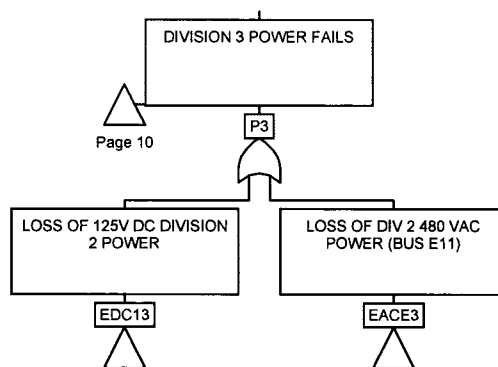 DIVISION 3 POWER FAILS
Page 10
P3
LOSS OF 125V DC DIVISION
2 POWER
LOSS OF DIV 2 480 VAC
POWER (BUS E11)
EDC13
EACE3